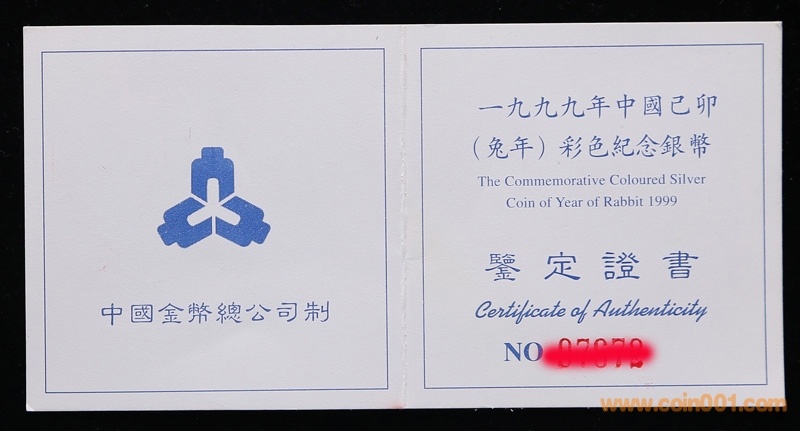 中國金幣總公司制
一九九九年中國己卯
（兔年）彩色紀念銀幣
The Commemorative Coloured Silver
Coin of Year of Rabbit 1999
鑒定證書
Certificate of Authenticity
NO
www.coin001.com